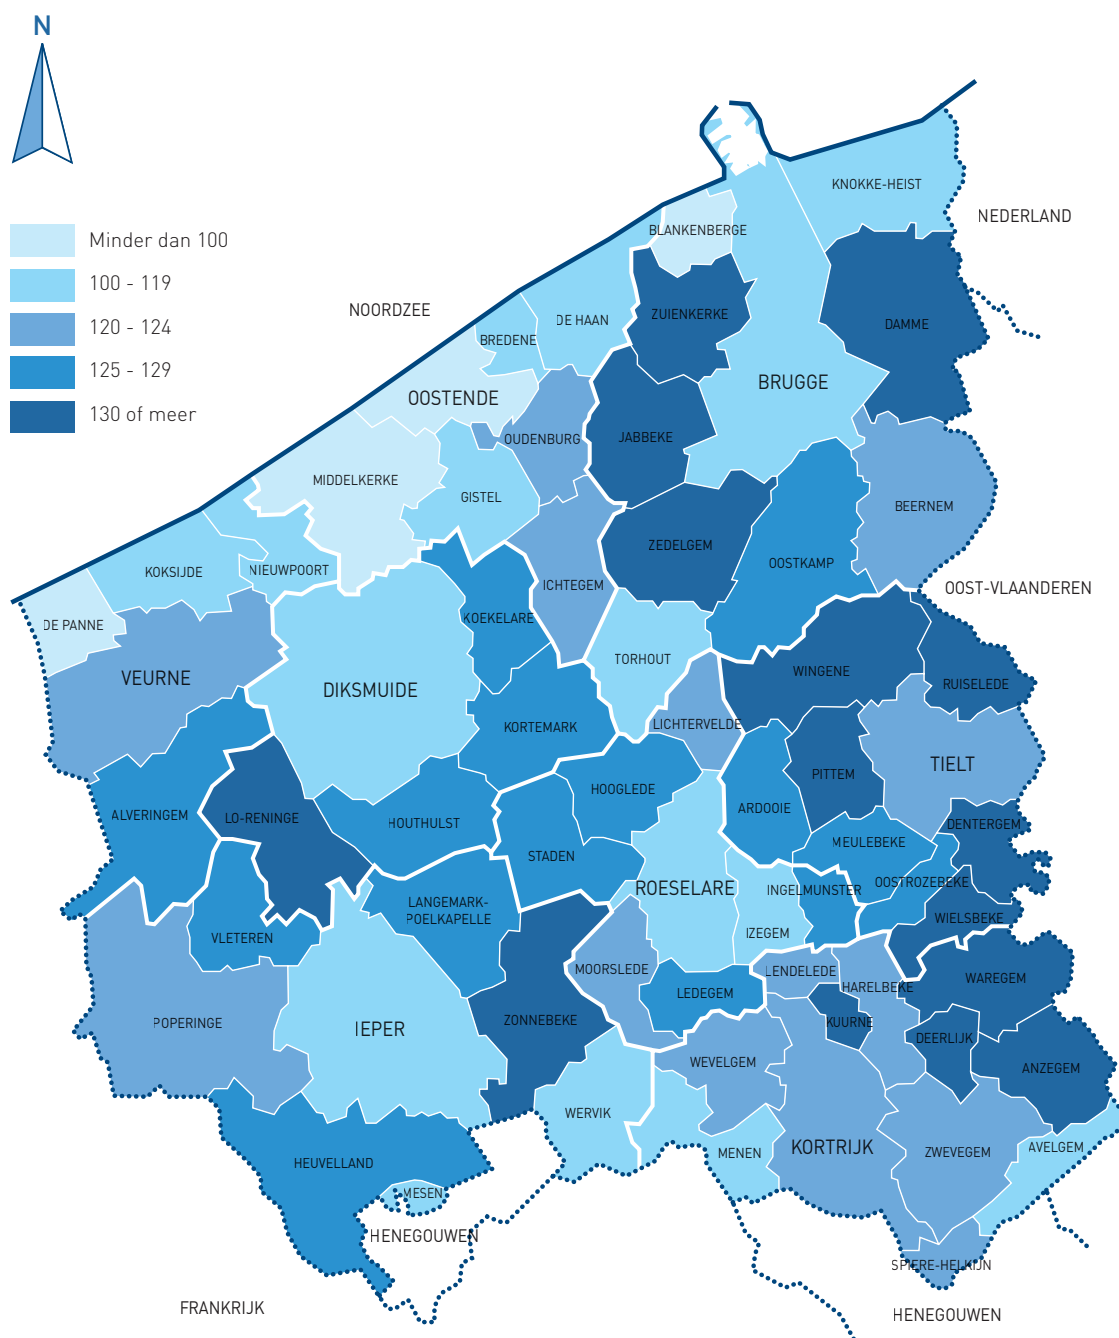 N
KNOKKE-HEIST
NEDERLAND
Minder dan 100
BLANKENBERGE
100 - 119
NOORDZEE
ZUIENKERKE
DE HAAN
DAMME
120 - 124
BREDENE
125 - 129
BRUGGE
OOSTENDE
130 of meer
OUDENBURG
JABBEKE
MIDDELKERKE
GISTEL
BEERNEM
ZEDELGEM
OOSTKAMP
KOKSIJDE
NIEUWPOORT
ICHTEGEM
OOST-VLAANDEREN
DE PANNE
KOEKELARE
TORHOUT
VEURNE
DIKSMUIDE
WINGENE
RUISELEDE
KORTEMARK
LICHTERVELDE
TIELT
PITTEM
HOOGLEDE
ARDOOIE
ALVERINGEM
LO-RENINGE
HOUTHULST
DENTERGEM
MEULEBEKE
STADEN
OOSTROZEBEKE
ROESELARE
INGELMUNSTER
LANGEMARK-
POELKAPELLE
WIELSBEKE
IZEGEM
VLETEREN
MOORSLEDE
LENDELEDE
WAREGEM
HARELBEKE
LEDEGEM
POPERINGE
IEPER
ZONNEBEKE
KUURNE
DEERLIJK
WEVELGEM
ANZEGEM
WERVIK
KORTRIJK
AVELGEM
MENEN
ZWEVEGEM
HEUVELLAND
MESEN
HENEGOUWEN
SPIERE-HELKIJN
FRANKRIJK
HENEGOUWEN